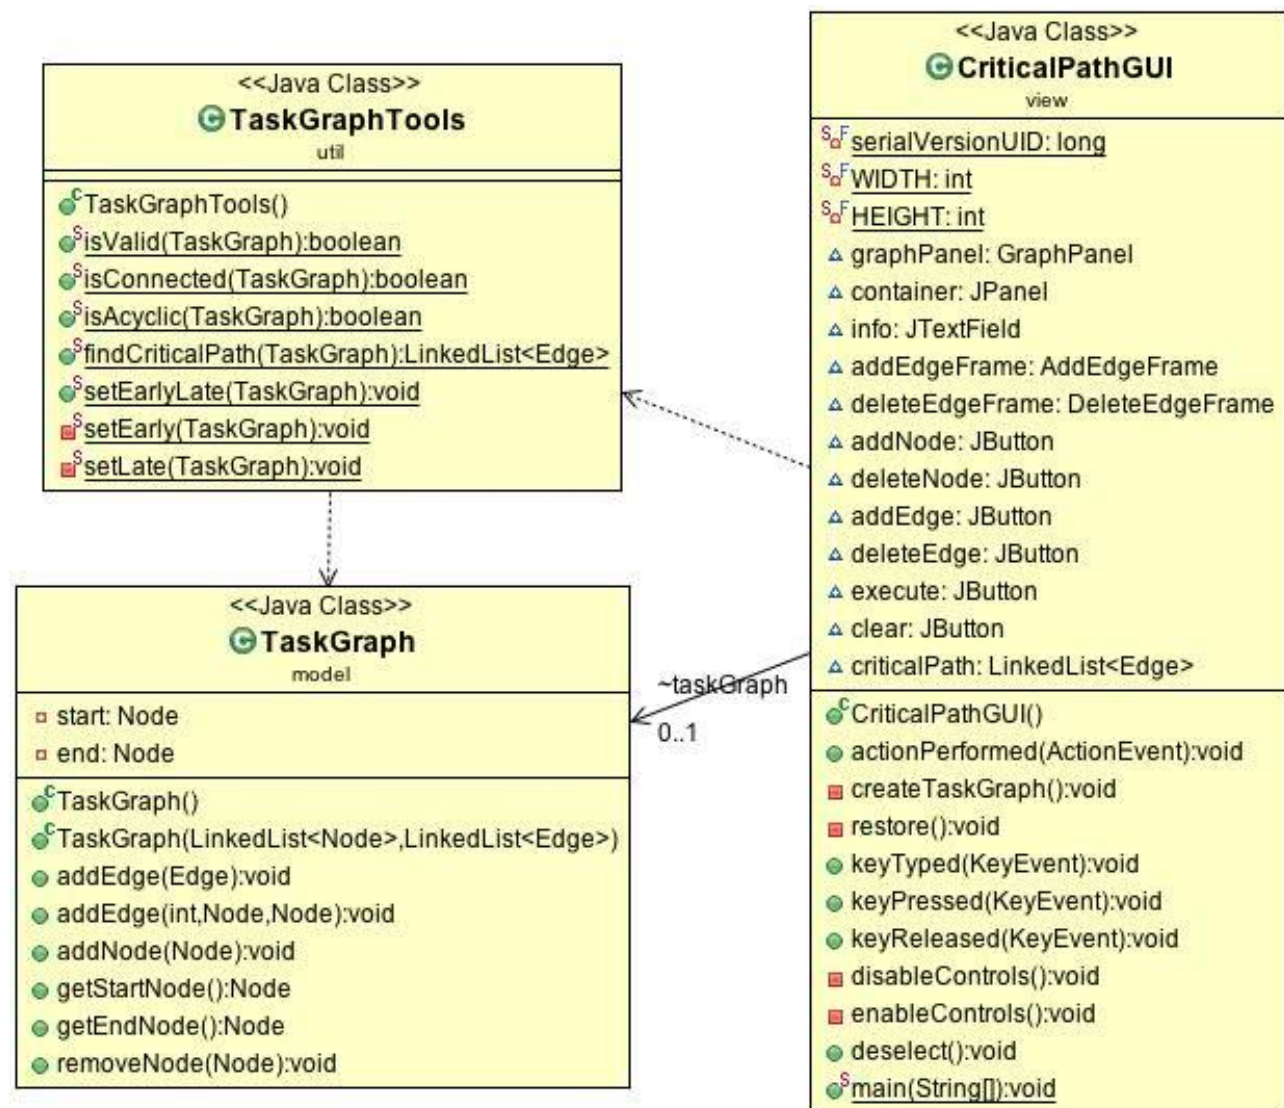 <<Java Class>>
TaskGraphTools
util
TaskGraphTools()
isValid(TaskGraph):boolean
isConnected(TaskGraph):boolean
isAcyclic(TaskGraph):boolean
findCriticalPath(TaskGraph):LinkedList<Edge>
setEarlyLate(TaskGraph):void
setEarly(TaskGraph):void
setLate(TaskGraph):void
<<Java Class>>
TaskGraph
model
start: Node
end: Node
TaskGraph()
TaskGraph(LinkedList<Node>,LinkedList<Edge>)
addEdge(Edge):void
addEdge(int,Node,Node):void
addNode(Node):void
getStartNode():Node
getEndNode():Node
removeNode(Node):void
~taskGraph
0..1
<<Java Class>>
CriticalPathGUI
view
serialVersionUID: long
WIDTH: int
HEIGHT: int
graphPanel: GraphPanel
container: JPanel
info: JTextField
addEdgeFrame: AddEdgeFrame
deleteEdgeFrame: DeleteEdgeFrame
addNode: JButton
deleteNode: JButton
addEdge: JButton
deleteEdge: JButton
execute: JButton
clear: JButton
criticalPath: LinkedList<Edge>
CriticalPathGUI()
actionPerformed(ActionEvent):void
createTaskGraph():void
restore():void
keyTyped(KeyEvent):void
keyPressed(KeyEvent):void
keyReleased(KeyEvent):void
disableControls():void
enableControls():void
deselect():void
main(String[]):void